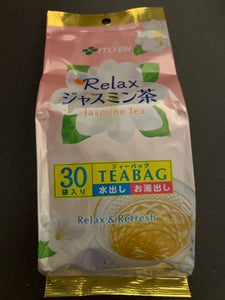 ITOEN
Relax
ジャスミン茶
Jasmine Tea
30
袋入り
ティーバッグ
TEABAG
水出し お湯出し
Relax & Refresh